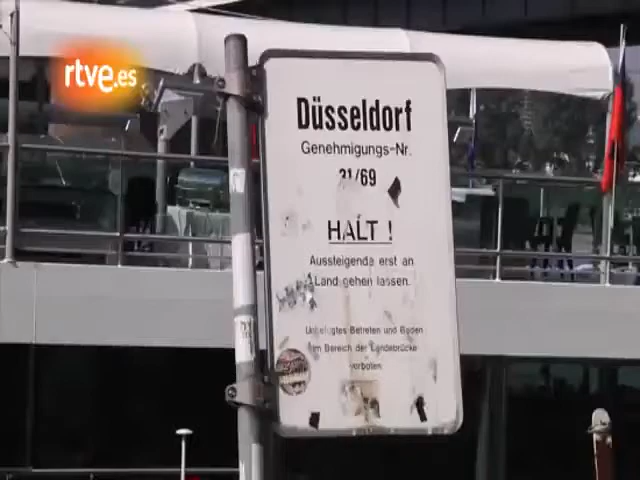 rtve.es
Düsseldorf
Genehmigungs-Nr.
31/69
HALT !
Aussteigende erst an
Land gehen lassen.
Unbefugtes Betreten und Baden
im Bereich der Landebrücke
verboten